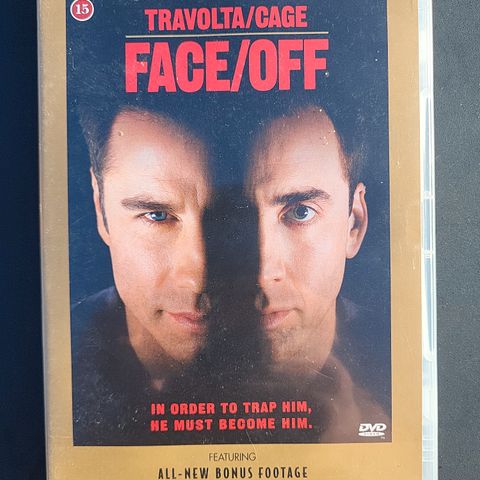 15
TRAVOLTA/CAGE
FACE/OFF
IN ORDER TO TRAP HIM,
HE MUST BECOME HIM.
DVD
VIDEO
FEATURING
ALL-NEW BONUS FOOTAGE